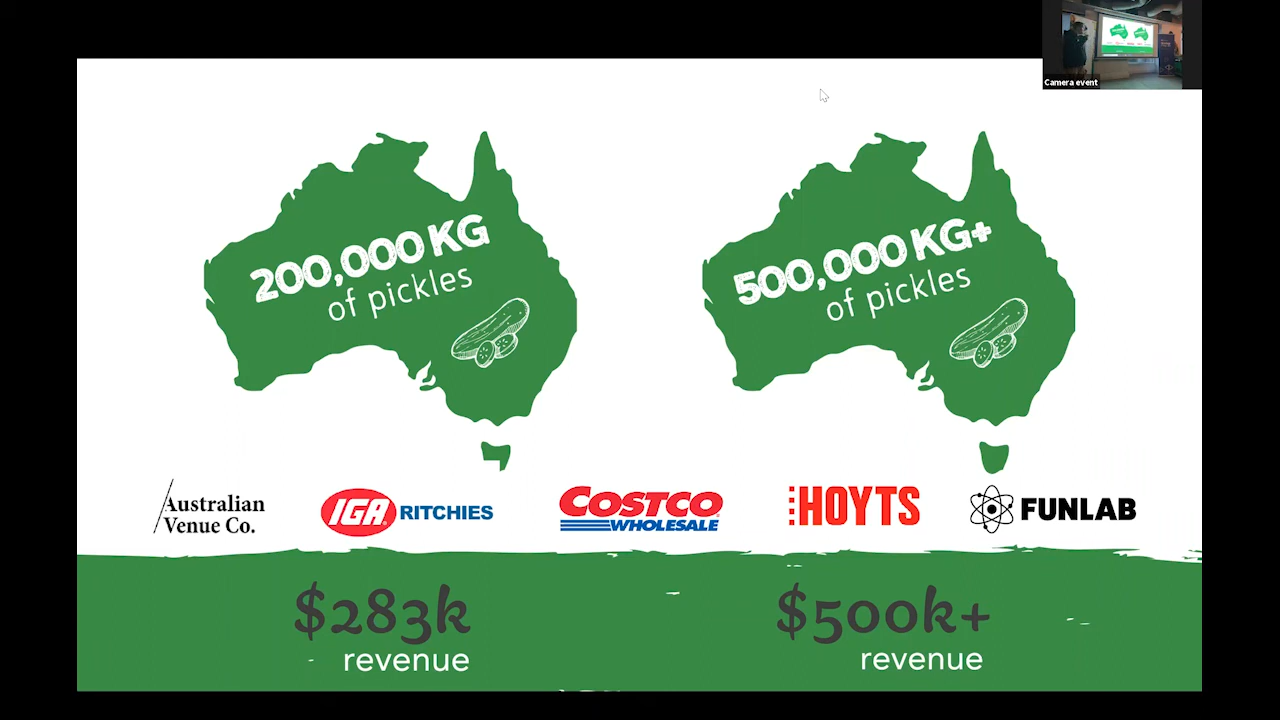 Camera event
200,000 KG
of pickles
500,000 KG+
of pickles
Australian
Venue Co.
IGA RITCHIES
COSTCO
WHOLESALE
HOYTS
FUNLAB
$283k
revenue
$500k+
revenue